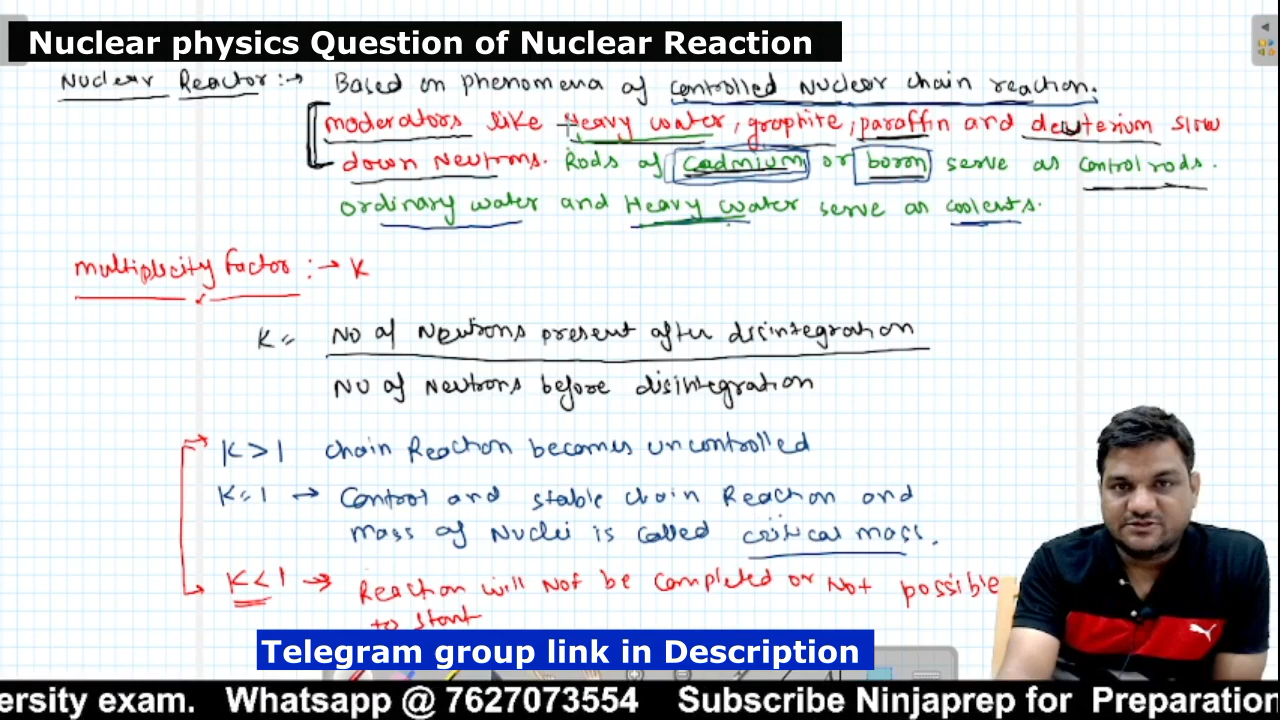 Nuclear physics Question of Nuclear Reaction
Nuclear Reactor :→ Based on phenomena of controlled Nuclear chain reaction.
moderators like Heavy water, graphite, paraffin and deuterium slow
down Neutrons. Rods of Cadmium or boron serve as control rods.
ordinary water and Heavy water serve as coolents.
multiplicity factor :→ K
K = No of Neutrons present after disintegration
No of Neutrons before disintegration
K > 1 chain Reaction becomes uncontrolled
K = 1 → Control and stable chain Reaction and
mass of Nuclei is called critical mass.
K < 1 → Reaction will Not be completed or Not possible
to start
Telegram group link in Description
ersity exam. Whatsapp @ 7627073554 Subscribe Ninjaprep for Preparation